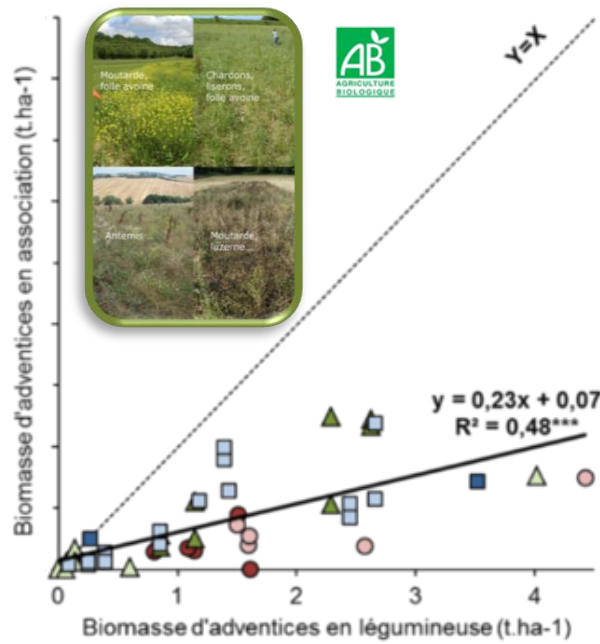 Biomasse d'adventices en association (t.ha-1)
Moutarde,
folle avoine
Chardons,
liserons,
folle avoine
Antemis
Moutarde,
luzerne
AB
AGRICULTURE
BIOLOGIQUE
Y=X
y = 0,23x + 0,07
R² = 0,48***
0 1 2 3 4
Biomasse d'adventices en légumineuse (t.ha-1)